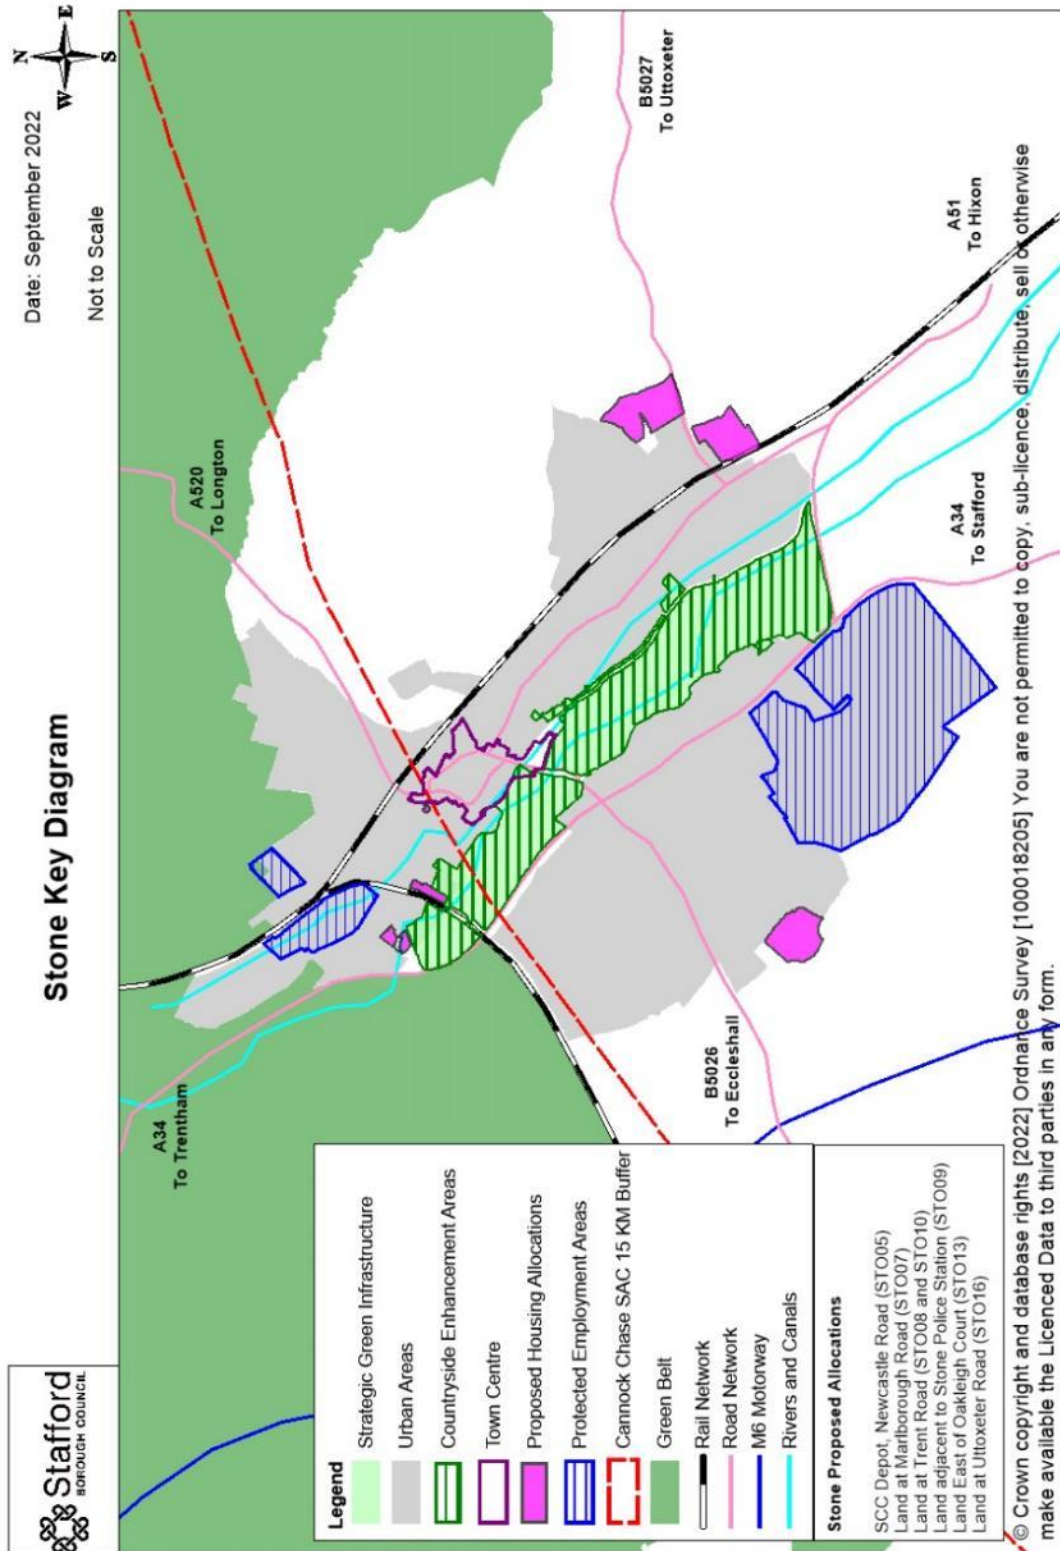 Stafford
BOROUGH COUNCIL
Stone Key Diagram
Date: September 2022
Not to Scale
N
E
S
W
A34
To Trentham
A520
To Longton
B5027
To Uttoxeter
A51
To Hixon
A34
To Stafford
B5026
To Eccleshall
Legend
Strategic Green Infrastructure
Urban Areas
Countryside Enhancement Areas
Town Centre
Proposed Housing Allocations
Protected Employment Areas
Cannock Chase SAC 15 KM Buffer
Green Belt
Rail Network
Road Network
M6 Motorway
Rivers and Canals
Stone Proposed Allocations
SCC Depot, Newcastle Road (STO05)
Land at Marlborough Road (STO07)
Land at Trent Road (STO08 and STO10)
Land adjacent to Stone Police Station (STO09)
Land East of Oakleigh Court (STO13)
Land at Uttoxeter Road (STO16)
© Crown copyright and database rights [2022] Ordnance Survey [100018205] You are not permitted to copy, sub-licence, distribute, sell or otherwise
make available the Licenced Data to third parties in any form.